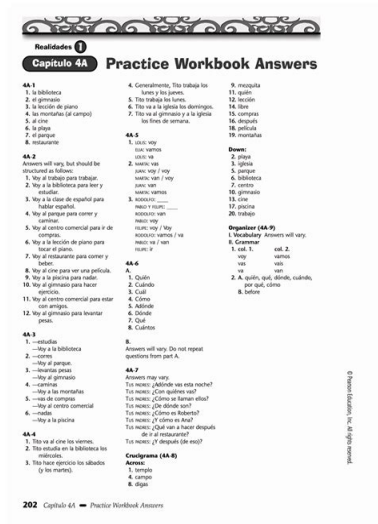 Realidades 1
Capítulo 4A
Practice Workbook Answers
4A-1
1. la biblioteca
2. el gimnasio
3. la lección de piano
4. las montañas (al campo)
5. al cine
6. la playa
7. el parque
8. restaurante
4A-2
Answers will vary, but should be
structured as follows:
1. Voy al trabajo para trabajar.
2. Voy a la biblioteca para leer y
estudiar.
3. Voy a la clase de español para
hablar español.
4. Voy al parque para correr y
caminar.
5. Voy al centro comercial para ir de
compras.
6. Voy a la lección de piano para
tocar el piano.
7. Voy al restaurante para comer y
beber.
8. Voy al cine para ver una película.
9. Voy a la piscina para nadar.
10. Voy al gimnasio para hacer
ejercicio.
11. Voy al centro comercial para estar
con amigos.
12. Voy al gimnasio para levantar
pesas.
4A-3
1. —estudias
—Voy a la biblioteca
2. —corres
—Voy al parque.
3. —levantas pesas
—Voy al gimnasio
4. —caminas
—Voy a las montañas
5. —vas de compras
—Voy al centro comercial
6. —nadas
—Voy a la piscina
4A-4
1. Tito va al cine los viernes.
2. Tito estudia en la biblioteca los
miércoles.
3. Tito hace ejercicio los sábados
(y los martes).
4. Generalmente, Tito trabaja los
lunes y los jueves.
5. Tito trabaja los lunes.
6. Tito va a la iglesia los domingos.
7. Tito va al gimnasio y a la iglesia
los fines de semana.
4A-5
1. LOUIS: voy
ELIA: vamos
LOUIS: va
2. MARTA: vas
JUAN: voy / voy
MARTA: van / voy
JUAN: van
MARTA: vamos
3. RODOLFO: ____
PABLO Y FELIPE: ____
RODOLFO: van
PABLO: voy
FELIPE: voy / Voy
RODOLFO: vamos / va
PABLO: va / van
FELIPE: ir
4A-6
A.
1. Quién
2. Cuándo
3. Cuál
4. Cómo
5. Adónde
6. Dónde
7. Qué
8. Cuántos
B.
Answers will vary. Do not repeat
questions from part A.
4A-7
Answers may vary.
TUS PADRES: ¿Adónde vas esta noche?
TUS PADRES: ¿Con quiénes vas?
TUS PADRES: ¿Cómo se llaman ellos?
TUS PADRES: ¿De dónde son?
TUS PADRES: ¿Cómo es Roberto?
TUS PADRES: ¿Y cómo es Ana?
TUS PADRES: ¿Qué van a hacer después
de ir al restaurante?
TUS PADRES: ¿Y después (de eso)?
Crucigrama (4A-8)
Across:
1. templo
4. campo
8. digas
9. mezquita
11. quién
12. lección
14. libre
15. compras
16. después
18. película
19. montañas
Down:
2. playa
3. iglesia
5. parque
6. biblioteca
7. centro
10. gimnasio
13. cine
17. piscina
20. trabajo
Organizer (4A-9)
I. Vocabulary Answers will vary.
II. Grammar
1. col. 1. col. 2.
voy vamos
vas vais
va van
2. A. quién, qué, dónde, cuándo,
por qué, cómo
B. before
© Pearson Education, Inc. All rights reserved.
202 Capítulo 4A — Practice Workbook Answers